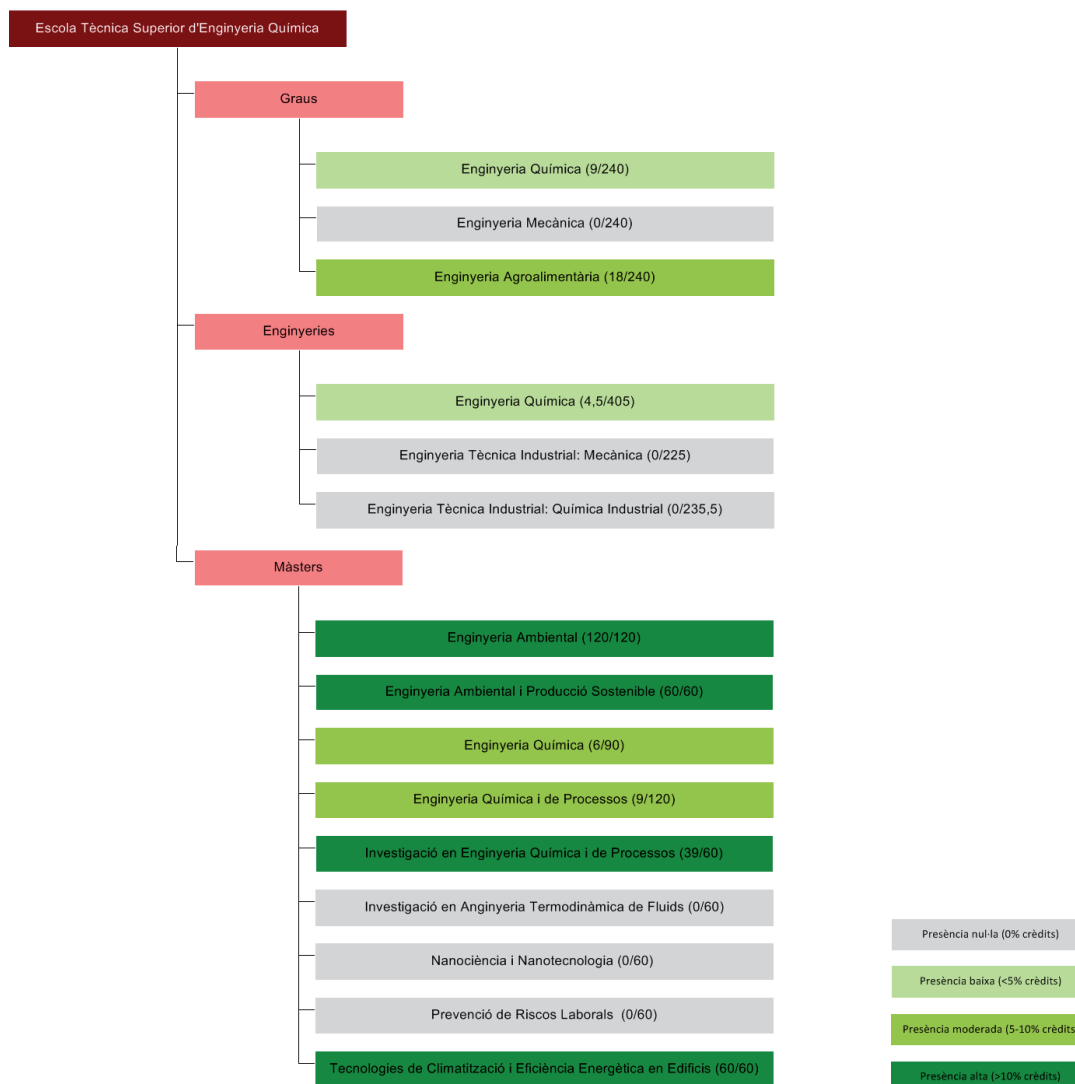 Escola Tècnica Superior d'Enginyeria Química
Graus
Enginyeria Química (9/240)
Enginyeria Mecànica (0/240)
Enginyeria Agroalimentària (18/240)
Enginyeries
Enginyeria Química (4,5/405)
Enginyeria Tècnica Industrial: Mecànica (0/225)
Enginyeria Tècnica Industrial: Química Industrial (0/235,5)
Màsters
Enginyeria Ambiental (120/120)
Enginyeria Ambiental i Producció Sostenible (60/60)
Enginyeria Química (6/90)
Enginyeria Química i de Processos (9/120)
Investigació en Enginyeria Química i de Processos (39/60)
Investigació en Anginyeria Termodinàmica de Fluids (0/60)
Nanociència i Nanotecnologia (0/60)
Prevenció de Riscos Laborals (0/60)
Tecnologies de Climatització i Eficiència Energètica en Edificis (60/60)
Presència nul·la (0% crèdits)
Presència baixa (<5% crèdits)
Presència moderada (5-10% crèdits
Presència alta (>10% crèdits)